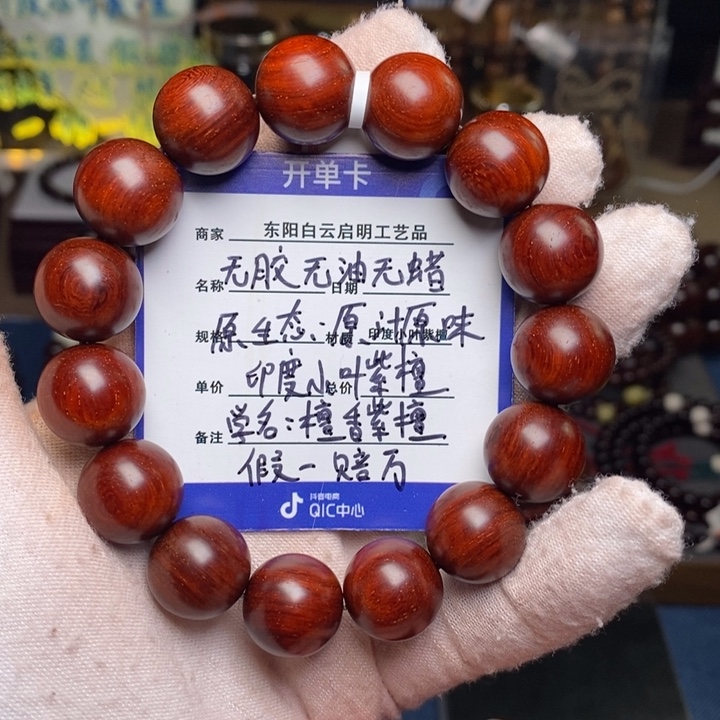 开单卡
商家 东阳白云启明工艺品
名称 无胶无油无蜡 日期
规格 原生态:原汁原味 材质 印度小叶紫檀
单价 印度小叶紫檀 总价
备注 学名:檀香紫檀
假一赔万
抖音电商
QIC中心